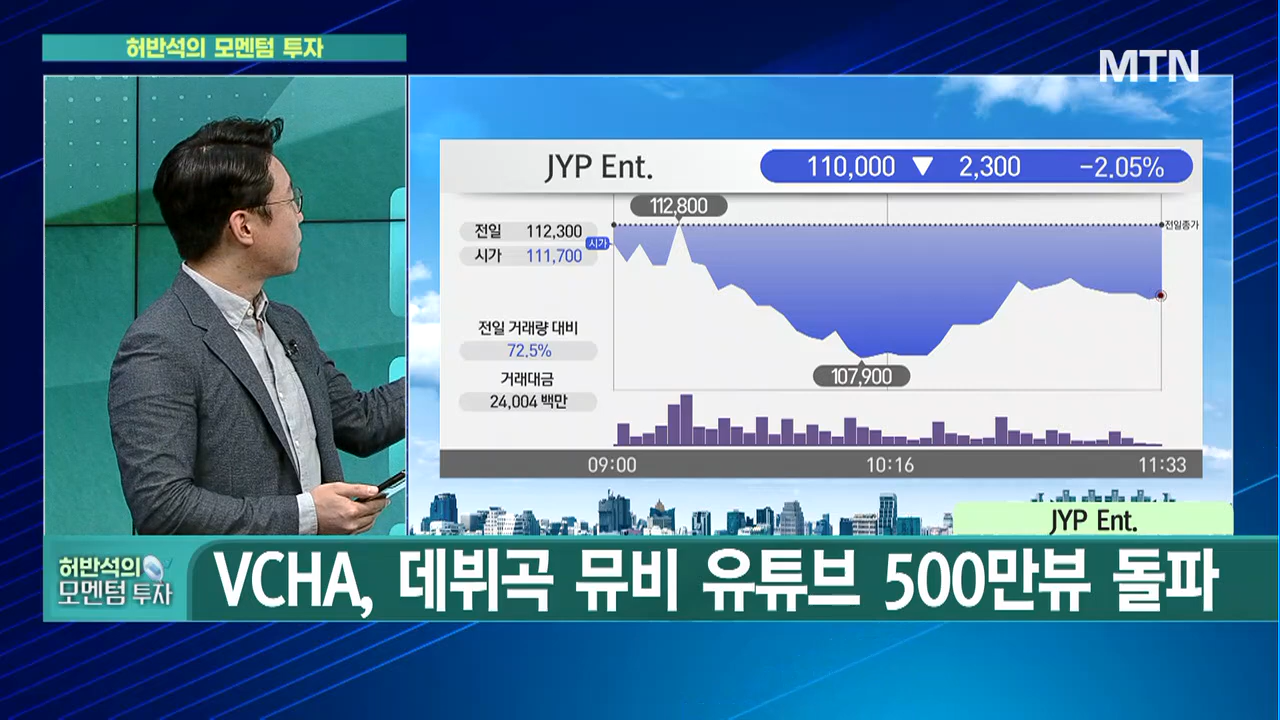 허반석의 모멘텀 투자
MTN
JYP Ent.
110,000 ▼ 2,300 -2.05%
112,800
전일 112,300
전일종가
시가
시가 111,700
전일 거래량 대비
72.5%
107,900
거래대금
24,004 백만
09:00 10:16 11:33
JYP Ent.
허반석의
모멘텀 투자
VCHA, 데뷔곡 뮤비 유튜브 500만뷰 돌파